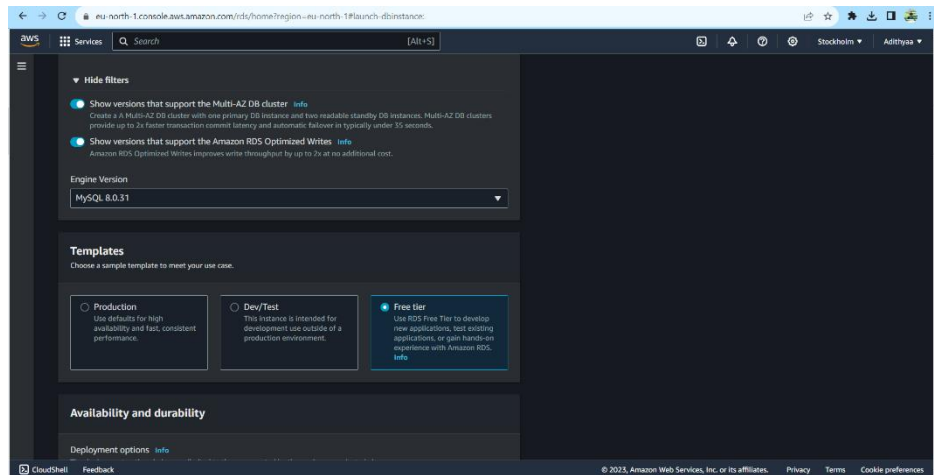 eu-north-1.console.aws.amazon.com/rds/home?region=eu-north-1#launch-dbinstance:
aws Services Search [Alt+S] Stockholm Adithyaa
Hide filters
Show versions that support the Multi-AZ DB cluster Info
Create a A Multi-AZ DB cluster with one primary DB instance and two readable standby DB instances. Multi-AZ DB clusters
provide up to 2x faster transaction commit latency and automatic failover in typically under 35 seconds.
Show versions that support the Amazon RDS Optimized Writes Info
Amazon RDS Optimized Writes improves write throughput by up to 2x at no additional cost.
Engine Version
MySQL 8.0.31
Templates
Choose a sample template to meet your use case.
Production
Use defaults for high
availability and fast, consistent
performance.
Dev/Test
This instance is intended for
development use outside of a
production environment.
Free tier
Use RDS Free Tier to develop
new applications, test existing
applications, or gain hands-on
experience with Amazon RDS.
Info
Availability and durability
Deployment options Info
CloudShell Feedback © 2023, Amazon Web Services, Inc. or its affiliates. Privacy Terms Cookie preferences